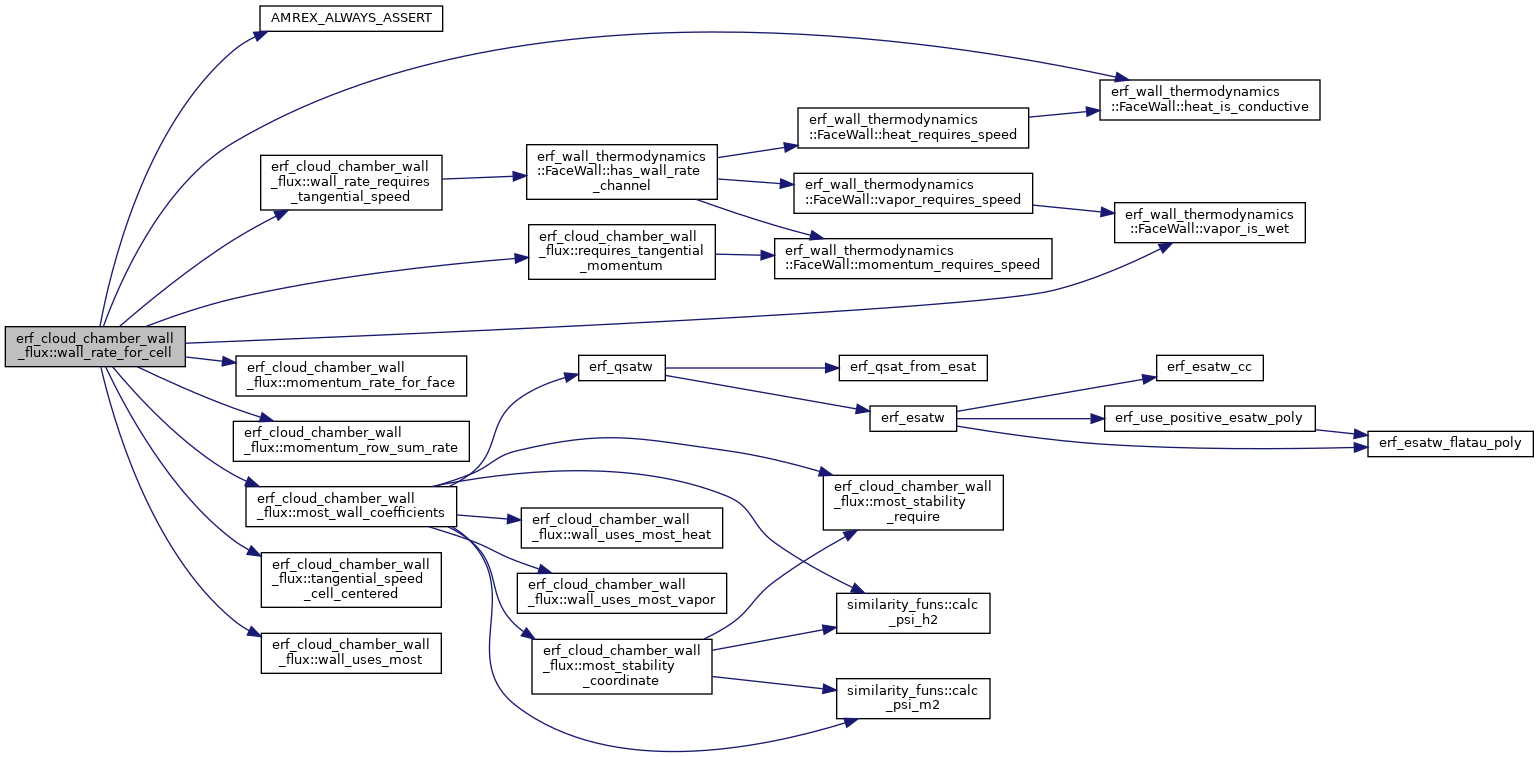 AMREX_ALWAYS_ASSERT
erf_wall_thermodynamics
::FaceWall::heat_is_conductive
erf_wall_thermodynamics
::FaceWall::heat_requires_speed
erf_cloud_chamber_wall
_flux::wall_rate_requires
_tangential_speed
erf_wall_thermodynamics
::FaceWall::has_wall_rate
_channel
erf_wall_thermodynamics
::FaceWall::vapor_requires_speed
erf_wall_thermodynamics
::FaceWall::vapor_is_wet
erf_cloud_chamber_wall
_flux::requires_tangential
_momentum
erf_wall_thermodynamics
::FaceWall::momentum_requires_speed
erf_cloud_chamber_wall
_flux::wall_rate_for_cell
erf_cloud_chamber_wall
_flux::momentum_rate_for_face
erf_qsatw
erf_qsat_from_esat
erf_esatw_cc
erf_esatw
erf_use_positive_esatw_poly
erf_esatw_flatau_poly
erf_cloud_chamber_wall
_flux::momentum_row_sum_rate
erf_cloud_chamber_wall
_flux::most_wall_coefficients
erf_cloud_chamber_wall
_flux::most_stability
_require
erf_cloud_chamber_wall
_flux::wall_uses_most_heat
erf_cloud_chamber_wall
_flux::tangential_speed
_cell_centered
erf_cloud_chamber_wall
_flux::wall_uses_most_vapor
similarity_funs::calc
_psi_h2
erf_cloud_chamber_wall
_flux::wall_uses_most
erf_cloud_chamber_wall
_flux::most_stability
_coordinate
similarity_funs::calc
_psi_m2